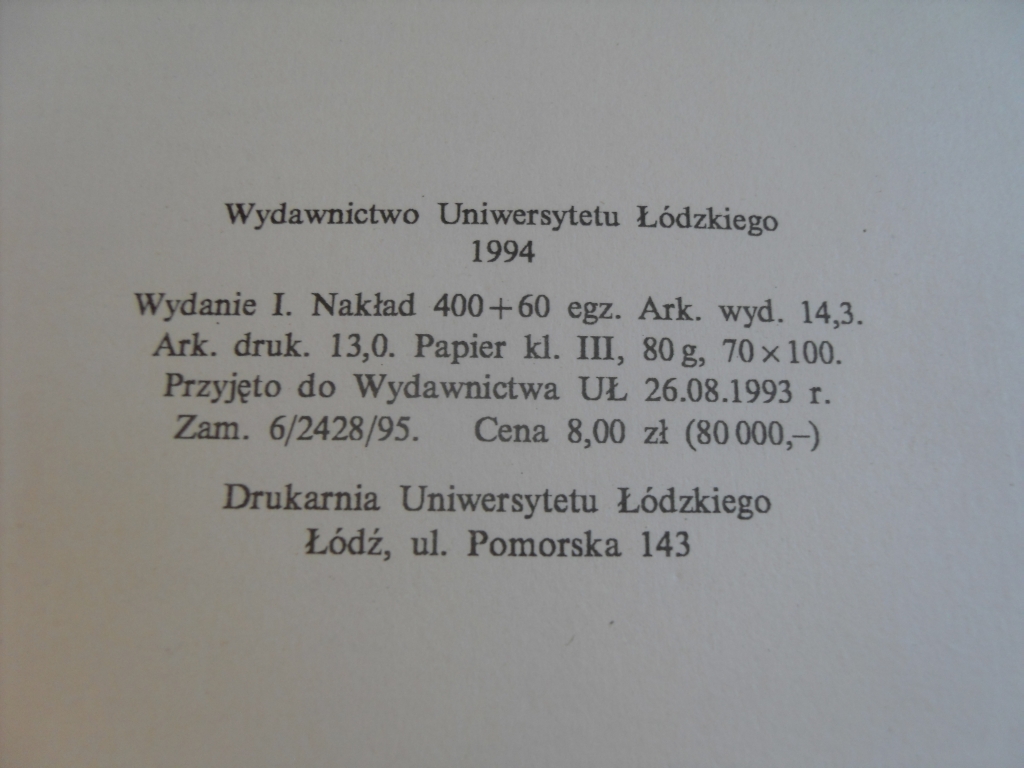 Wydawnictwo Uniwersytetu Łódzkiego
1994
Wydanie I. Nakład 400+60 egz. Ark. wyd. 14,3.
Ark. druk. 13,0. Papier kl. III, 80 g, 70 × 100.
Przyjęto do Wydawnictwa UŁ 26.08.1993 r.
Zam. 6/2428/95. Cena 8,00 zł (80 000,–)
Drukarnia Uniwersytetu Łódzkiego
Łódź, ul. Pomorska 143